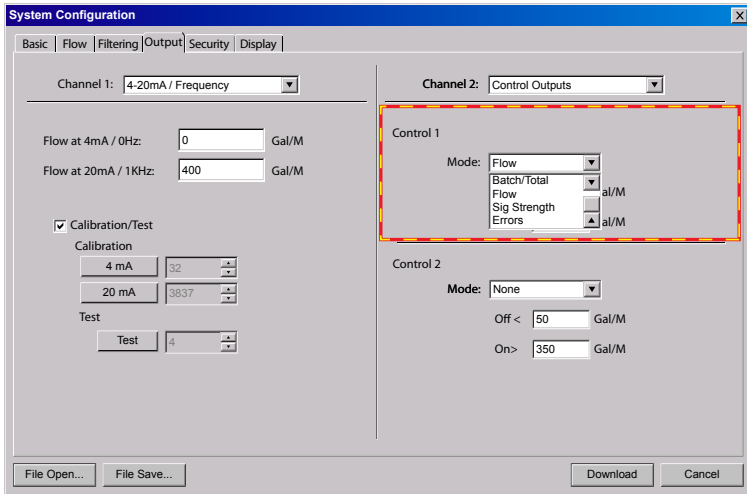 System Configuration
Basic Flow Filtering Output Security Display
Channel 1: 4-20mA / Frequency
Flow at 4mA / 0Hz: 0 Gal/M
Flow at 20mA / 1KHz: 400 Gal/M
Calibration/Test
Calibration
4 mA 32
20 mA 3837
Test
Test 4
Channel 2: Control Outputs
Control 1
Mode: Flow
Batch/Total
Flow
al/M
Sig Strength
Errors
al/M
Control 2
Mode: None
Off < 50 Gal/M
On> 350 Gal/M
File Open... File Save... Download Cancel